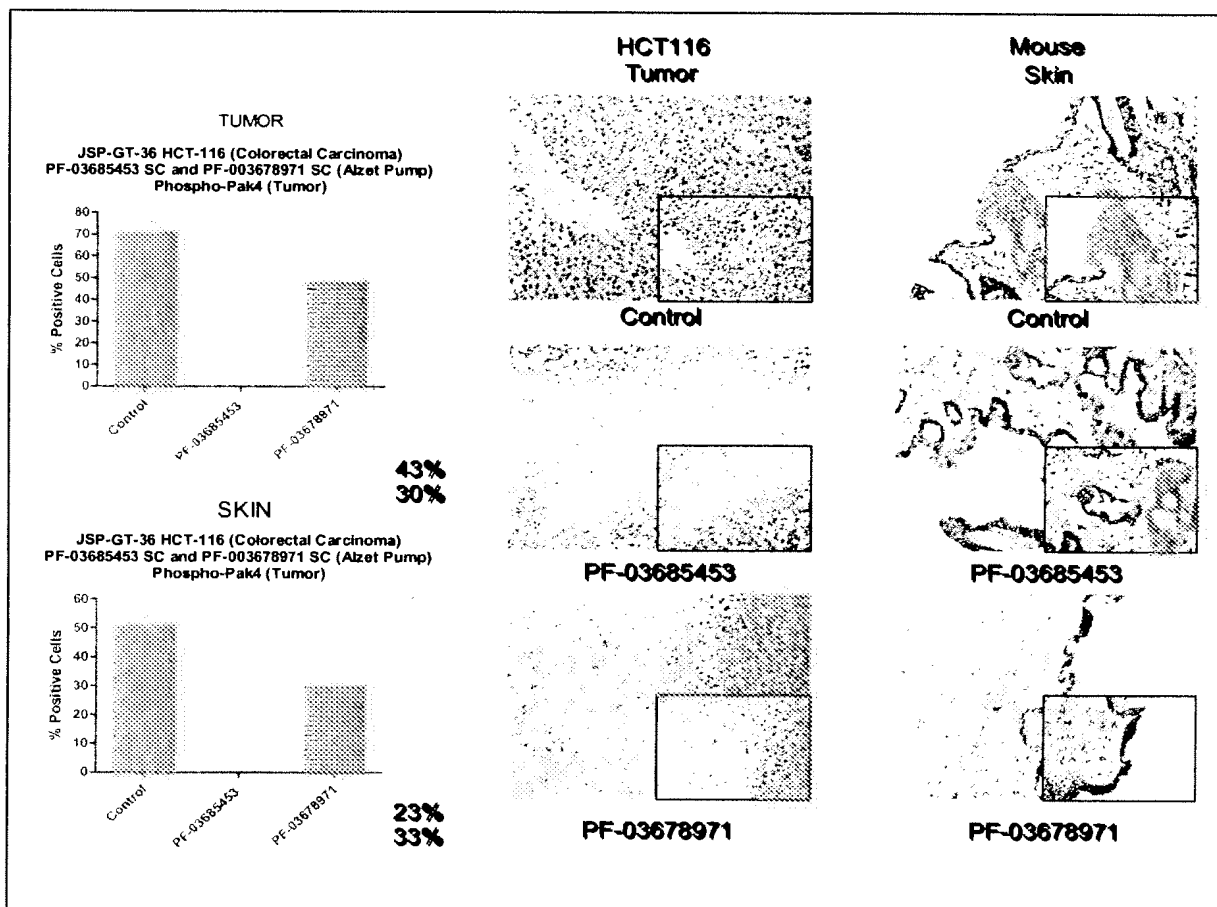 TUMOR
JSP-GT-36 HCT-116 (Colorectal Carcinoma)
PF-03685453 SC and PF-003678971 SC (Alzet Pump)
Phospho-Pak4 (Tumor)
% Positive Cells
80
70
60
50
40
30
20
10
0
Control
PF-03685453
PF-03678971
43%
30%
SKIN
JSP-GT-36 HCT-116 (Colorectal Carcinoma)
PF-03685453 SC and PF-003678971 SC (Alzet Pump)
Phospho-Pak4 (Tumor)
% Positive Cells
60
50
40
30
20
10
0
Control
PF-03685453
PF-03678971
23%
33%
HCT116
Tumor
Control
PF-03685453
PF-03678971
Mouse
Skin
Control
PF-03685453
PF-03678971